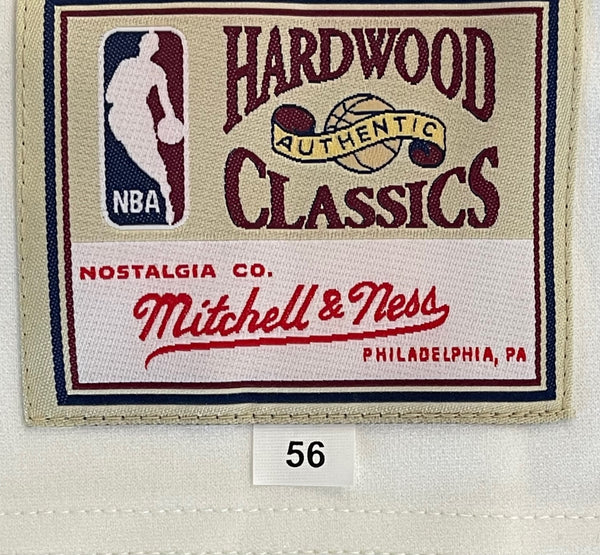 NBA
HARDWOOD
AUTHENTIC
CLASSICS
NOSTALGIA CO.
Mitchell & Ness
PHILADELPHIA, PA
56